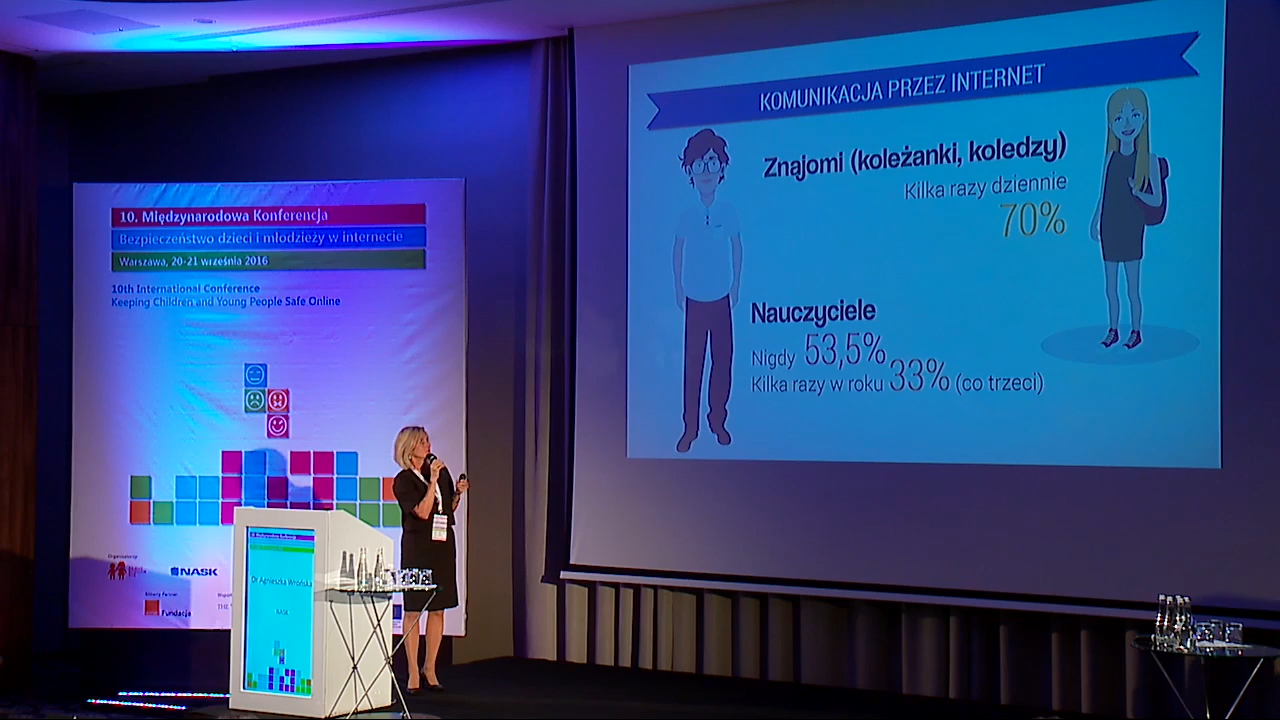 KOMUNIKACJA PRZEZ INTERNET
Znajomi (koleżanki, koledzy)
Kilka razy dziennie
70%
Nauczyciele
Nigdy 53,5%
Kilka razy w roku 33% (co trzeci)
10. Międzynarodowa Konferencja
Bezpieczeństwo dzieci i młodzieży w internecie
Warszawa, 20-21 września 2016
10th International Conference
Keeping Children and Young People Safe Online
Organizatorzy
NASK
Fundacja
Dr Agnieszka Wrońska
NASK